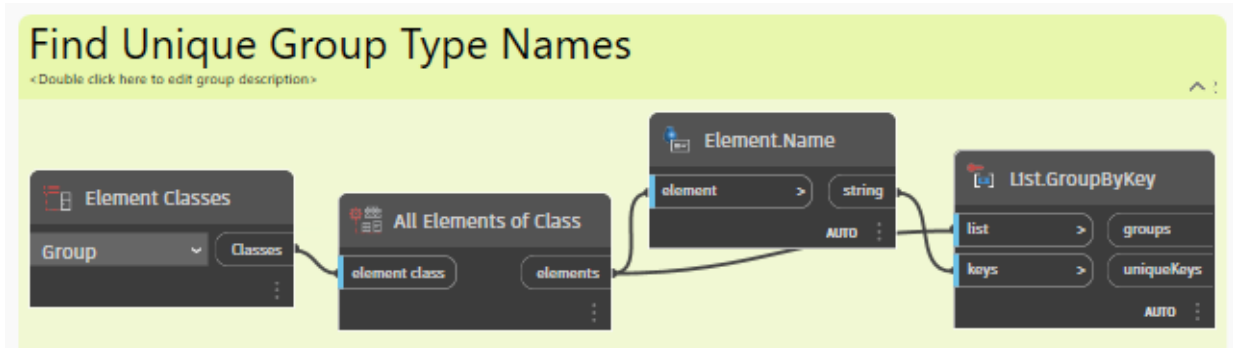 Find Unique Group Type Names
<Double click here to edit group description>
Element.Name
element > string
AUTO
Element Classes
Group Classes
All Elements of Class
element class elements
List.GroupByKey
list > groups
keys > uniqueKeys
AUTO